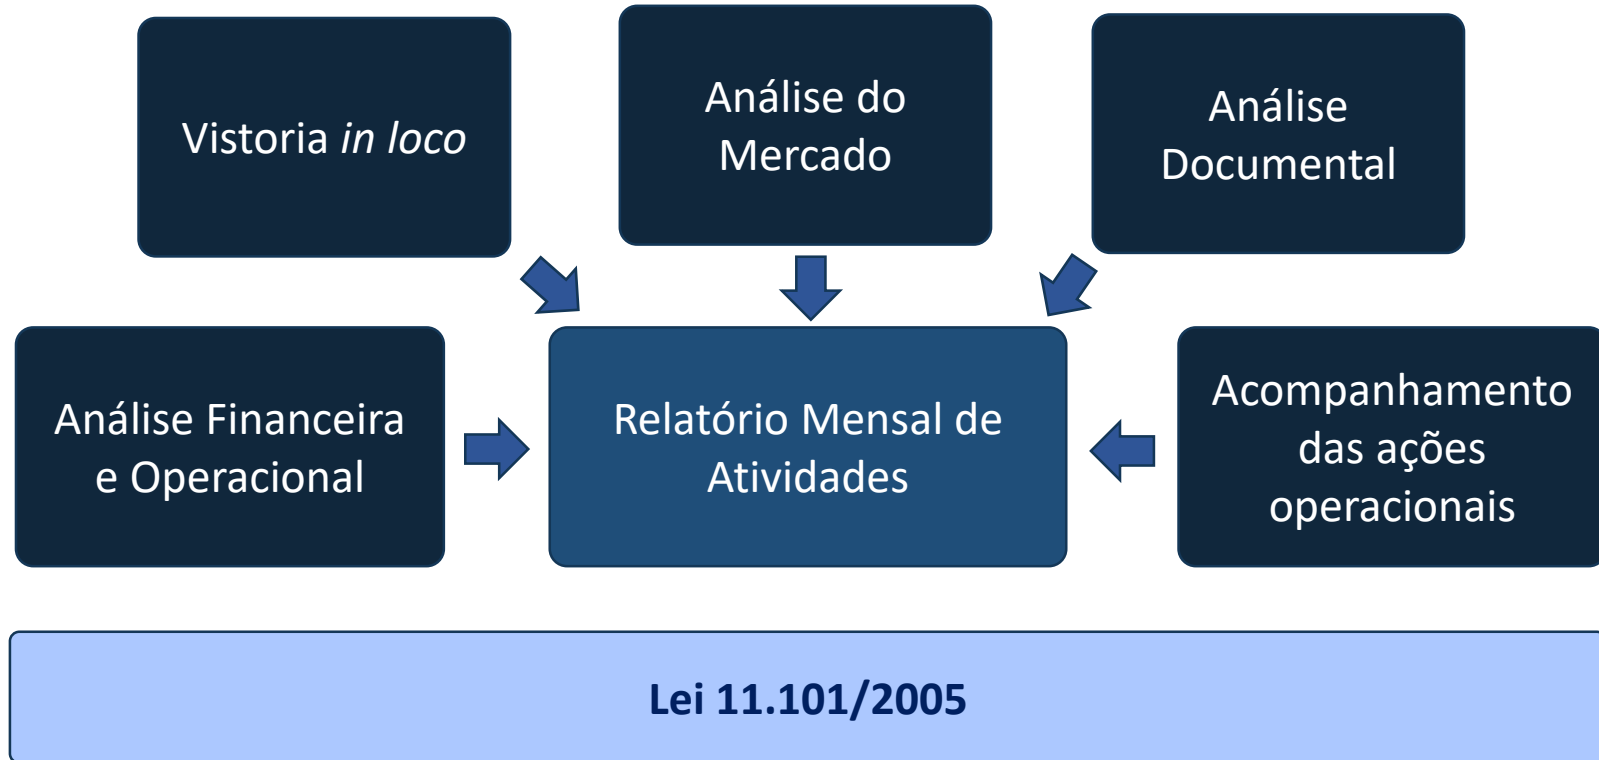 Vistoria in loco
Análise do
Mercado
Análise
Documental
Análise Financeira
e Operacional
Relatório Mensal de
Atividades
Acompanhamento
das ações
operacionais
Lei 11.101/2005